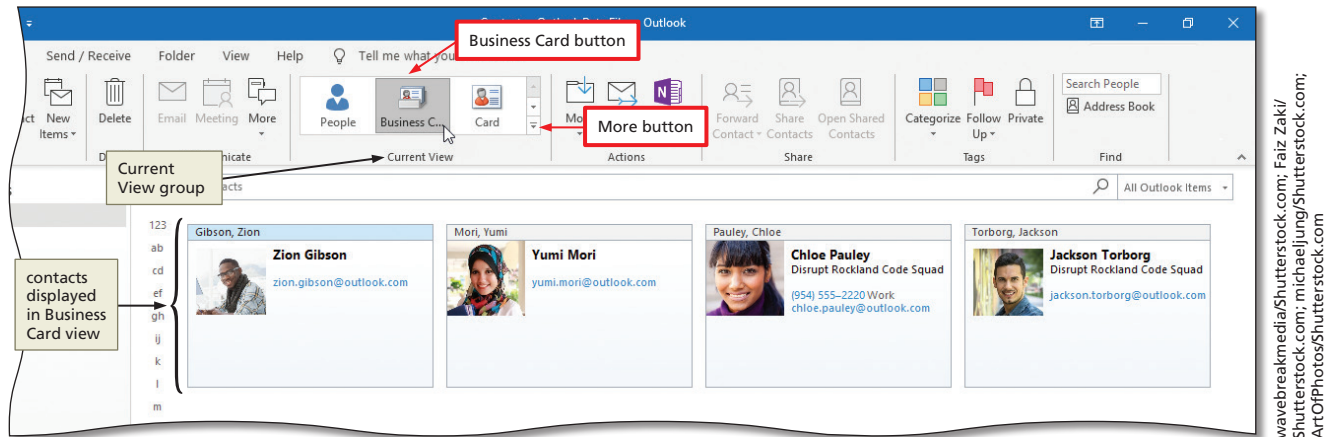 Outlook
Business Card button
Send / Receive Folder View Help Tell me what you
New Items
Delete
Email Meeting More
People Business C... Card
More button
Forward Contact Share Contacts Open Shared Contacts
Categorize Follow Up Private
Search People
Address Book
Current View Actions Share Tags Find
Current
View group
All Outlook Items
contacts
displayed
in Business
Card view
123
ab
cd
ef
gh
ij
k
l
m
Gibson, Zion
Zion Gibson
zion.gibson@outlook.com
Mori, Yumi
Yumi Mori
yumi.mori@outlook.com
Pauley, Chloe
Chloe Pauley
Disrupt Rockland Code Squad
(954) 555–2220 Work
chloe.pauley@outlook.com
Torborg, Jackson
Jackson Torborg
Disrupt Rockland Code Squad
jackson.torborg@outlook.com
wavebreakmedia/Shutterstock.com; Faiz Zaki/
Shutterstock.com; michaeljung/Shutterstock.com;
ArtOfPhotos/Shutterstock.com